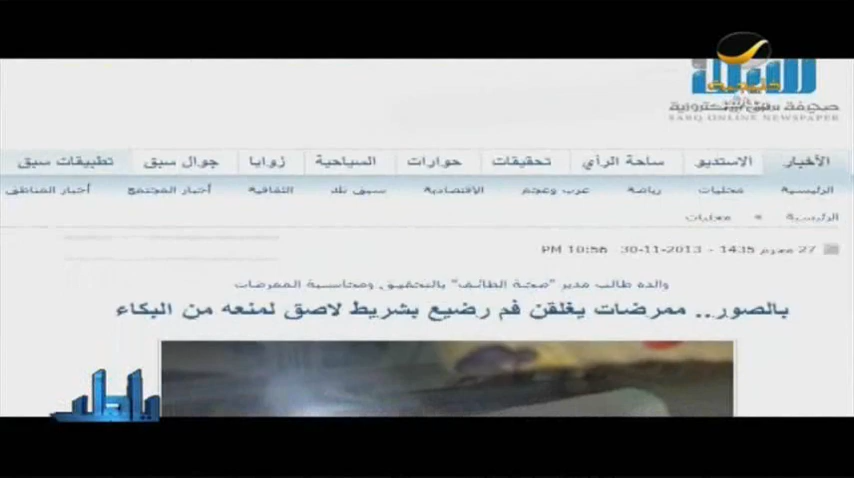 صحيفة سبق إلكترونية
SABQ ONLINE NEWSPAPER
الأخبار الاستديو ساحة الرأي تحقيقات حوارات السياحية زوايا جوال سبق تطبيقات سبق
الرئيسية محليات رياضة عرب وعجم الإقتصادية سبق بلد الثقافية أخبار المجتمع أخبار المناطق
الرئيسية » محليات
27 محرم 1435 - 30-11-2013 10:56 PM
والده طالب مدير "صحة الطائف" بالتحقيق ومحاسبة الممرضات
بالصور.. ممرضات يغلقن فم رضيع بشريط لاصق لمنعه من البكاء